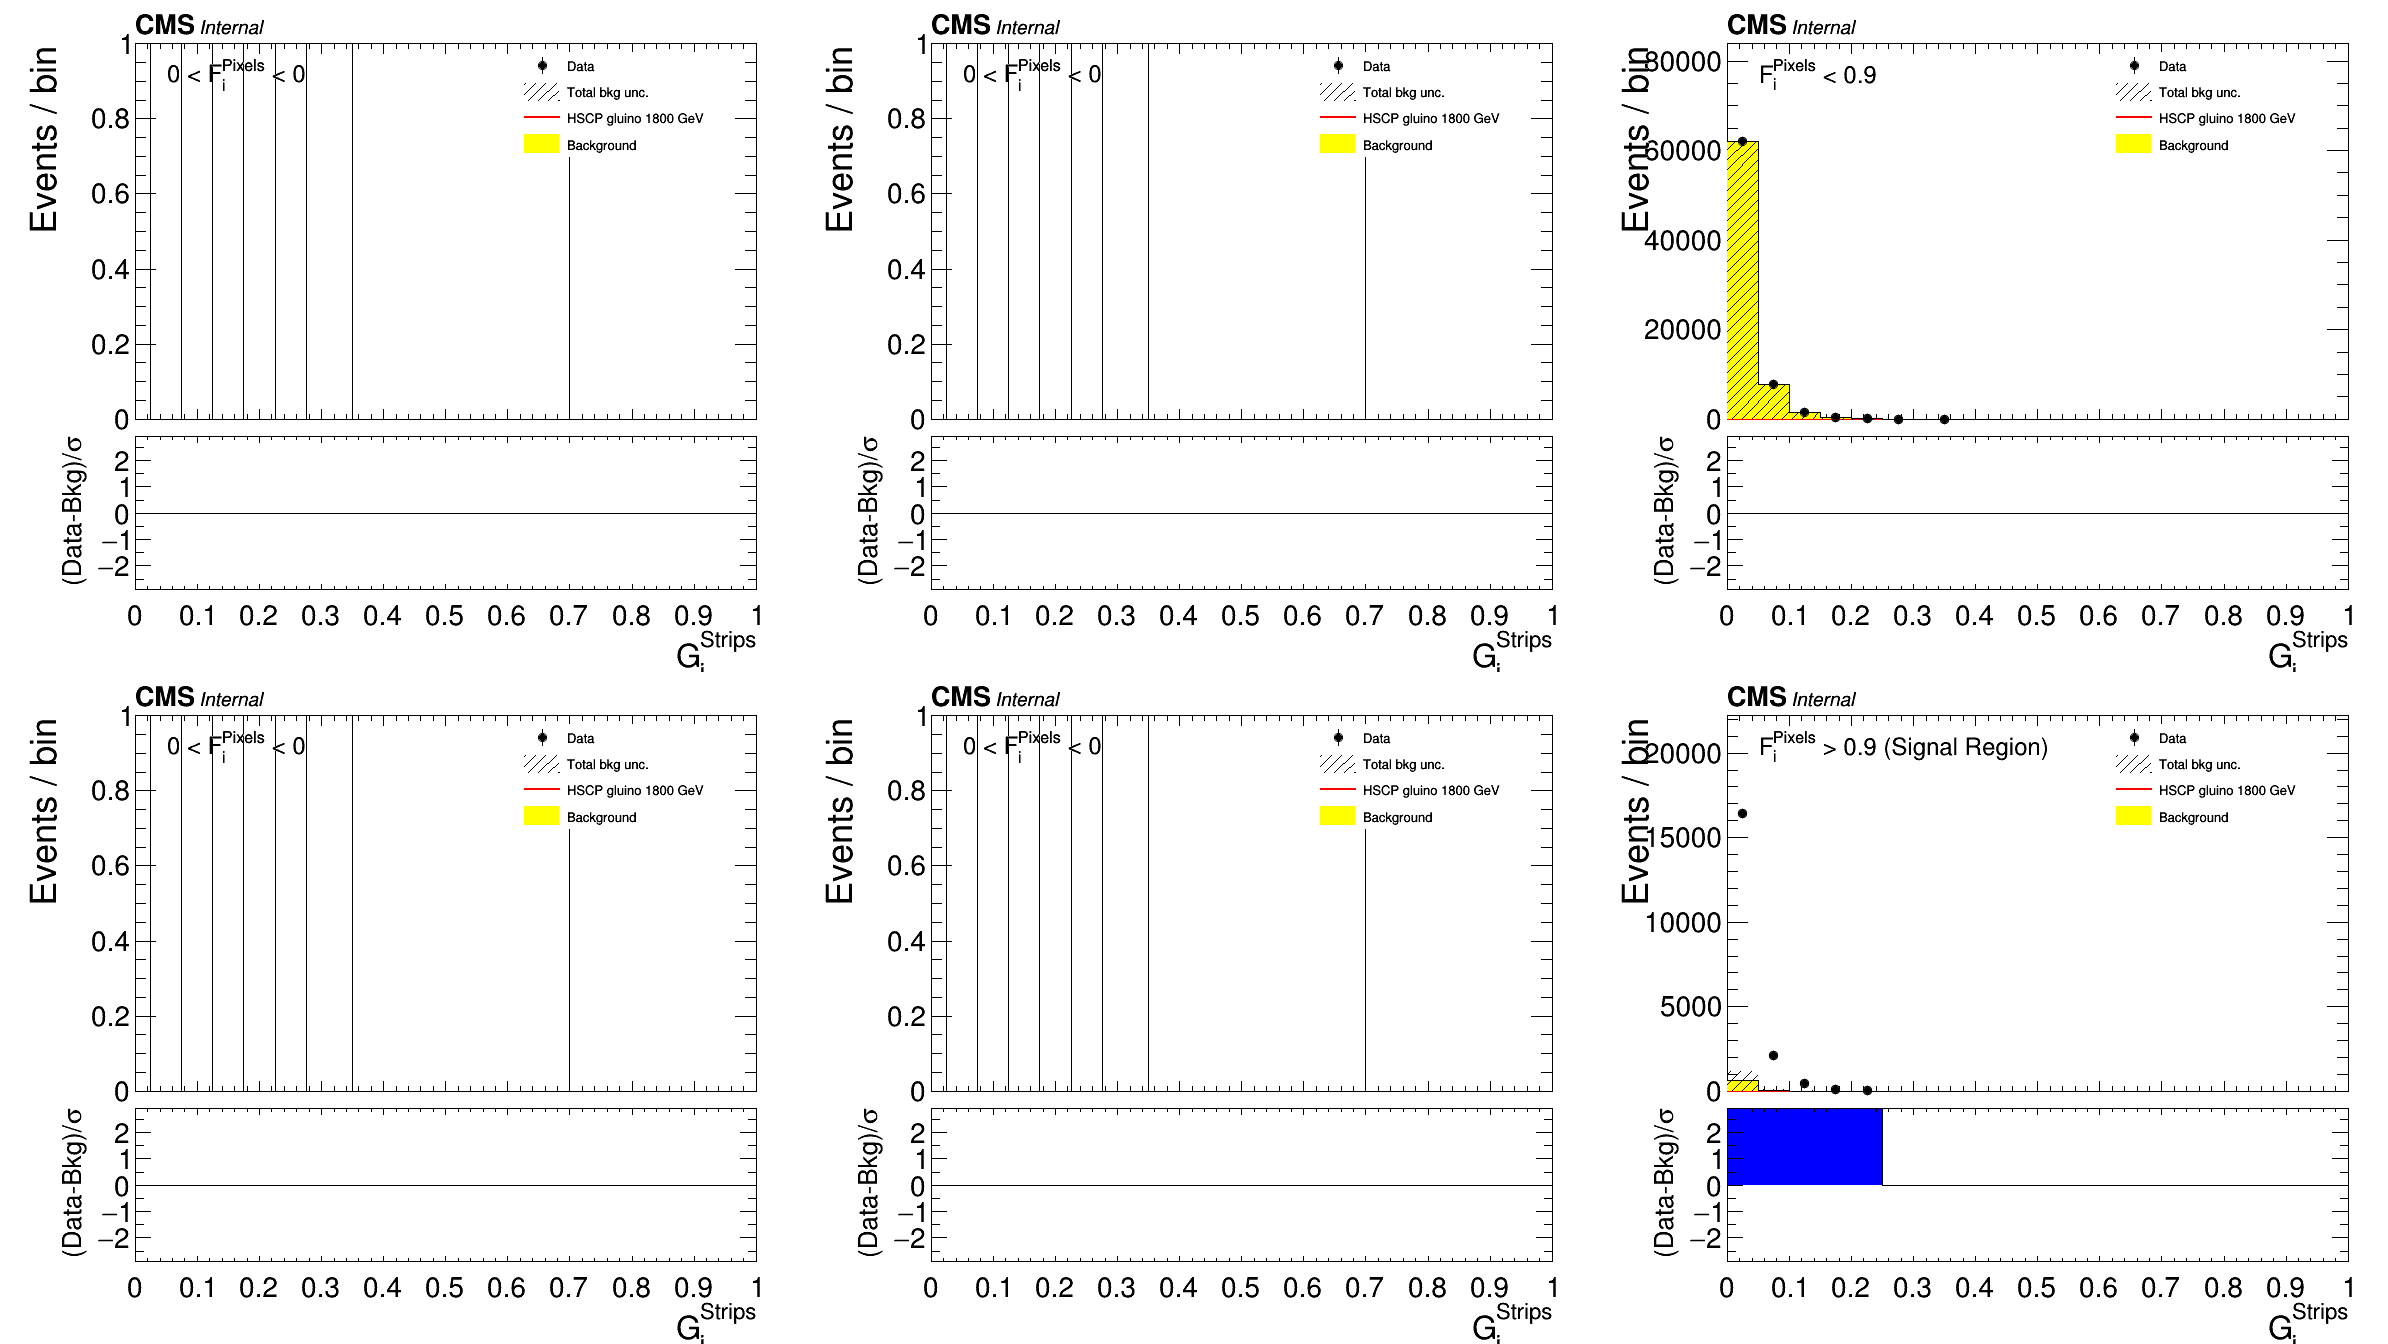 CMS Internal
Events / bin
0 < F_i^Pixels < 0
Data
Total bkg unc.
HSCP gluino 1800 GeV
Background
1
0.8
0.6
0.4
0.2
0
(Data-Bkg)/σ
2
1
0
−1
−2
0 0.1 0.2 0.3 0.4 0.5 0.6 0.7 0.8 0.9 1
G_i^Strips
CMS Internal
Events / bin
0 < F_i^Pixels < 0
Data
Total bkg unc.
HSCP gluino 1800 GeV
Background
1
0.8
0.6
0.4
0.2
0
(Data-Bkg)/σ
2
1
0
−1
−2
0 0.1 0.2 0.3 0.4 0.5 0.6 0.7 0.8 0.9 1
G_i^Strips
CMS Internal
Events / bin
F_i^Pixels < 0.9
Data
Total bkg unc.
HSCP gluino 1800 GeV
Background
80000
60000
40000
20000
0
(Data-Bkg)/σ
2
1
0
−1
−2
0 0.1 0.2 0.3 0.4 0.5 0.6 0.7 0.8 0.9 1
G_i^Strips
CMS Internal
Events / bin
0 < F_i^Pixels < 0
Data
Total bkg unc.
HSCP gluino 1800 GeV
Background
1
0.8
0.6
0.4
0.2
0
(Data-Bkg)/σ
2
1
0
−1
−2
0 0.1 0.2 0.3 0.4 0.5 0.6 0.7 0.8 0.9 1
G_i^Strips
CMS Internal
Events / bin
0 < F_i^Pixels < 0
Data
Total bkg unc.
HSCP gluino 1800 GeV
Background
1
0.8
0.6
0.4
0.2
0
(Data-Bkg)/σ
2
1
0
−1
−2
0 0.1 0.2 0.3 0.4 0.5 0.6 0.7 0.8 0.9 1
G_i^Strips
CMS Internal
Events / bin
F_i^Pixels > 0.9 (Signal Region)
Data
Total bkg unc.
HSCP gluino 1800 GeV
Background
20000
15000
10000
5000
0
(Data-Bkg)/σ
2
1
0
−1
−2
0 0.1 0.2 0.3 0.4 0.5 0.6 0.7 0.8 0.9 1
G_i^Strips